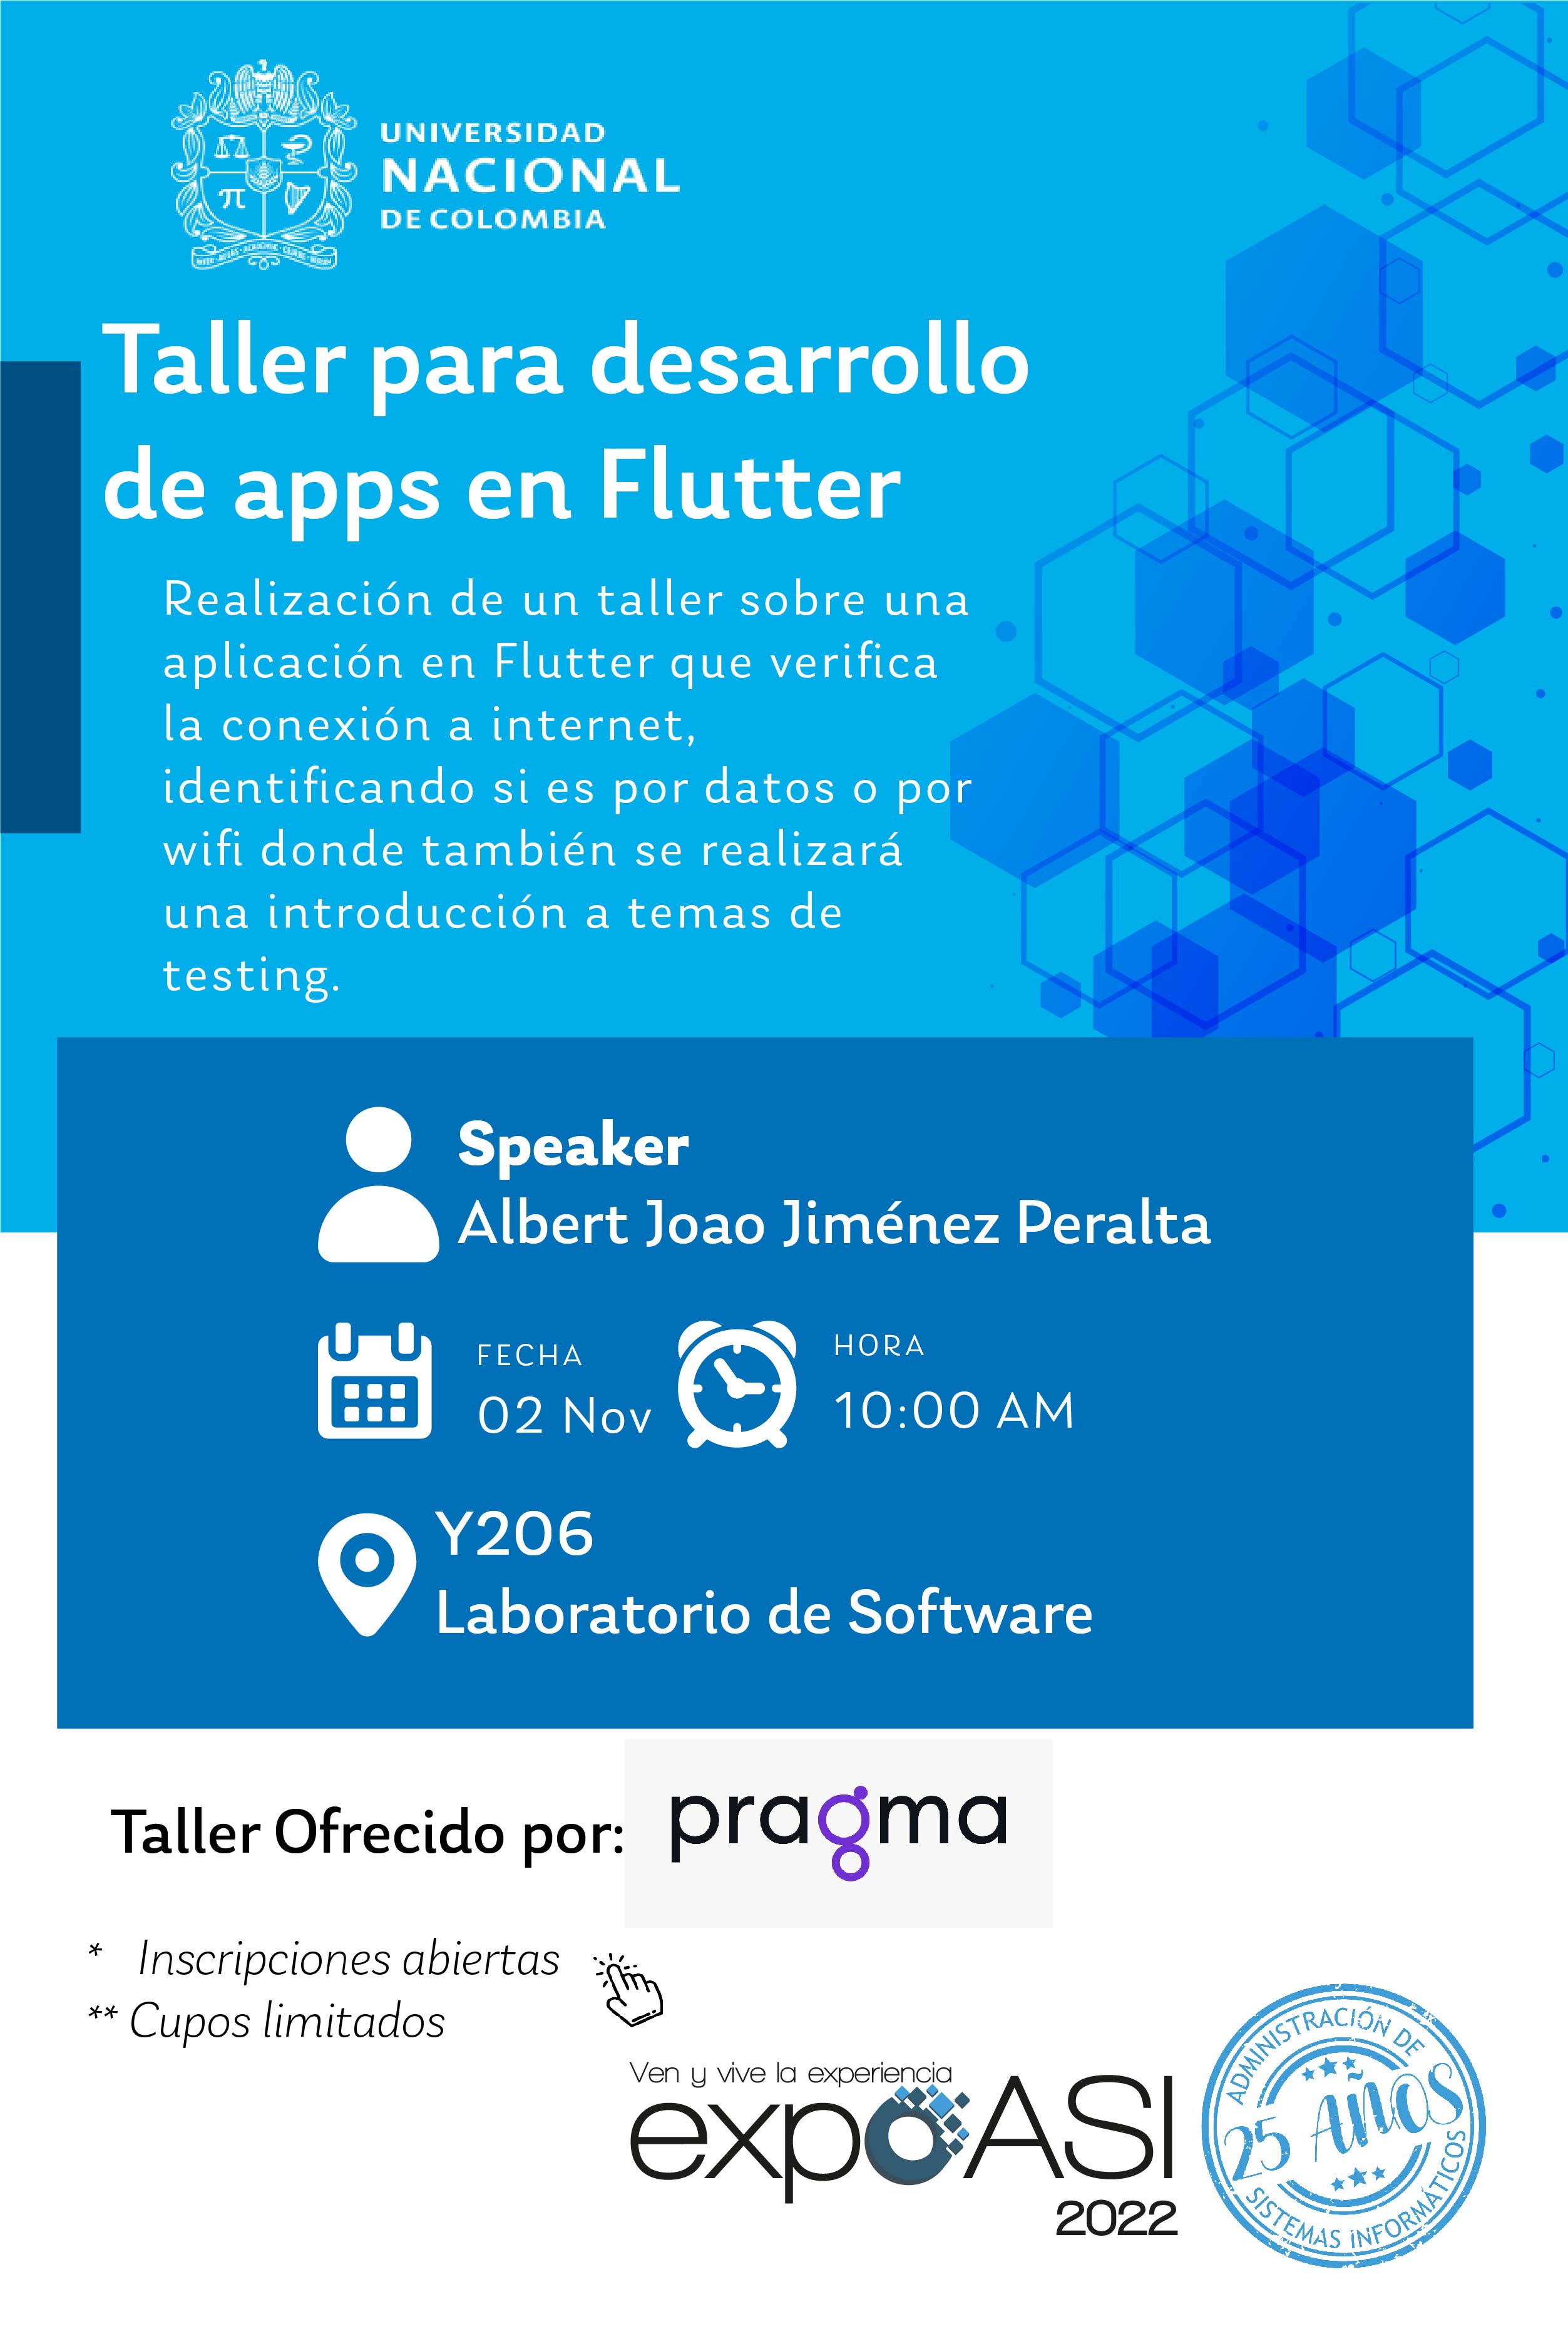 UNIVERSIDAD
NACIONAL
DE COLOMBIA
Taller para desarrollo
de apps en Flutter
Realización de un taller sobre una
aplicación en Flutter que verifica
la conexión a internet,
identificando si es por datos o por
wifi donde también se realizará
una introducción a temas de
testing.
Speaker
Albert Joao Jiménez Peralta
FECHA
02 Nov
HORA
10:00 AM
Y206
Laboratorio de Software
Taller Ofrecido por:
pragma
* Inscripciones abiertas
** Cupos limitados
Ven y vive la experiencia
expoASI
2022
ADMINISTRACIÓN DE
25 AÑOS
SISTEMAS INFORMÁTICOS